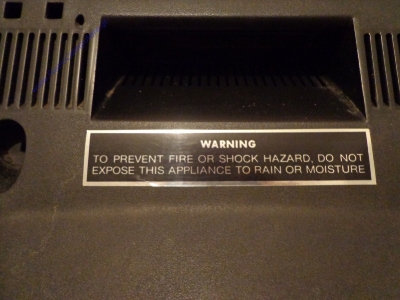 WARNING
TO PREVENT FIRE OR SHOCK HAZARD, DO NOT
EXPOSE THIS APPLIANCE TO RAIN OR MOISTURE